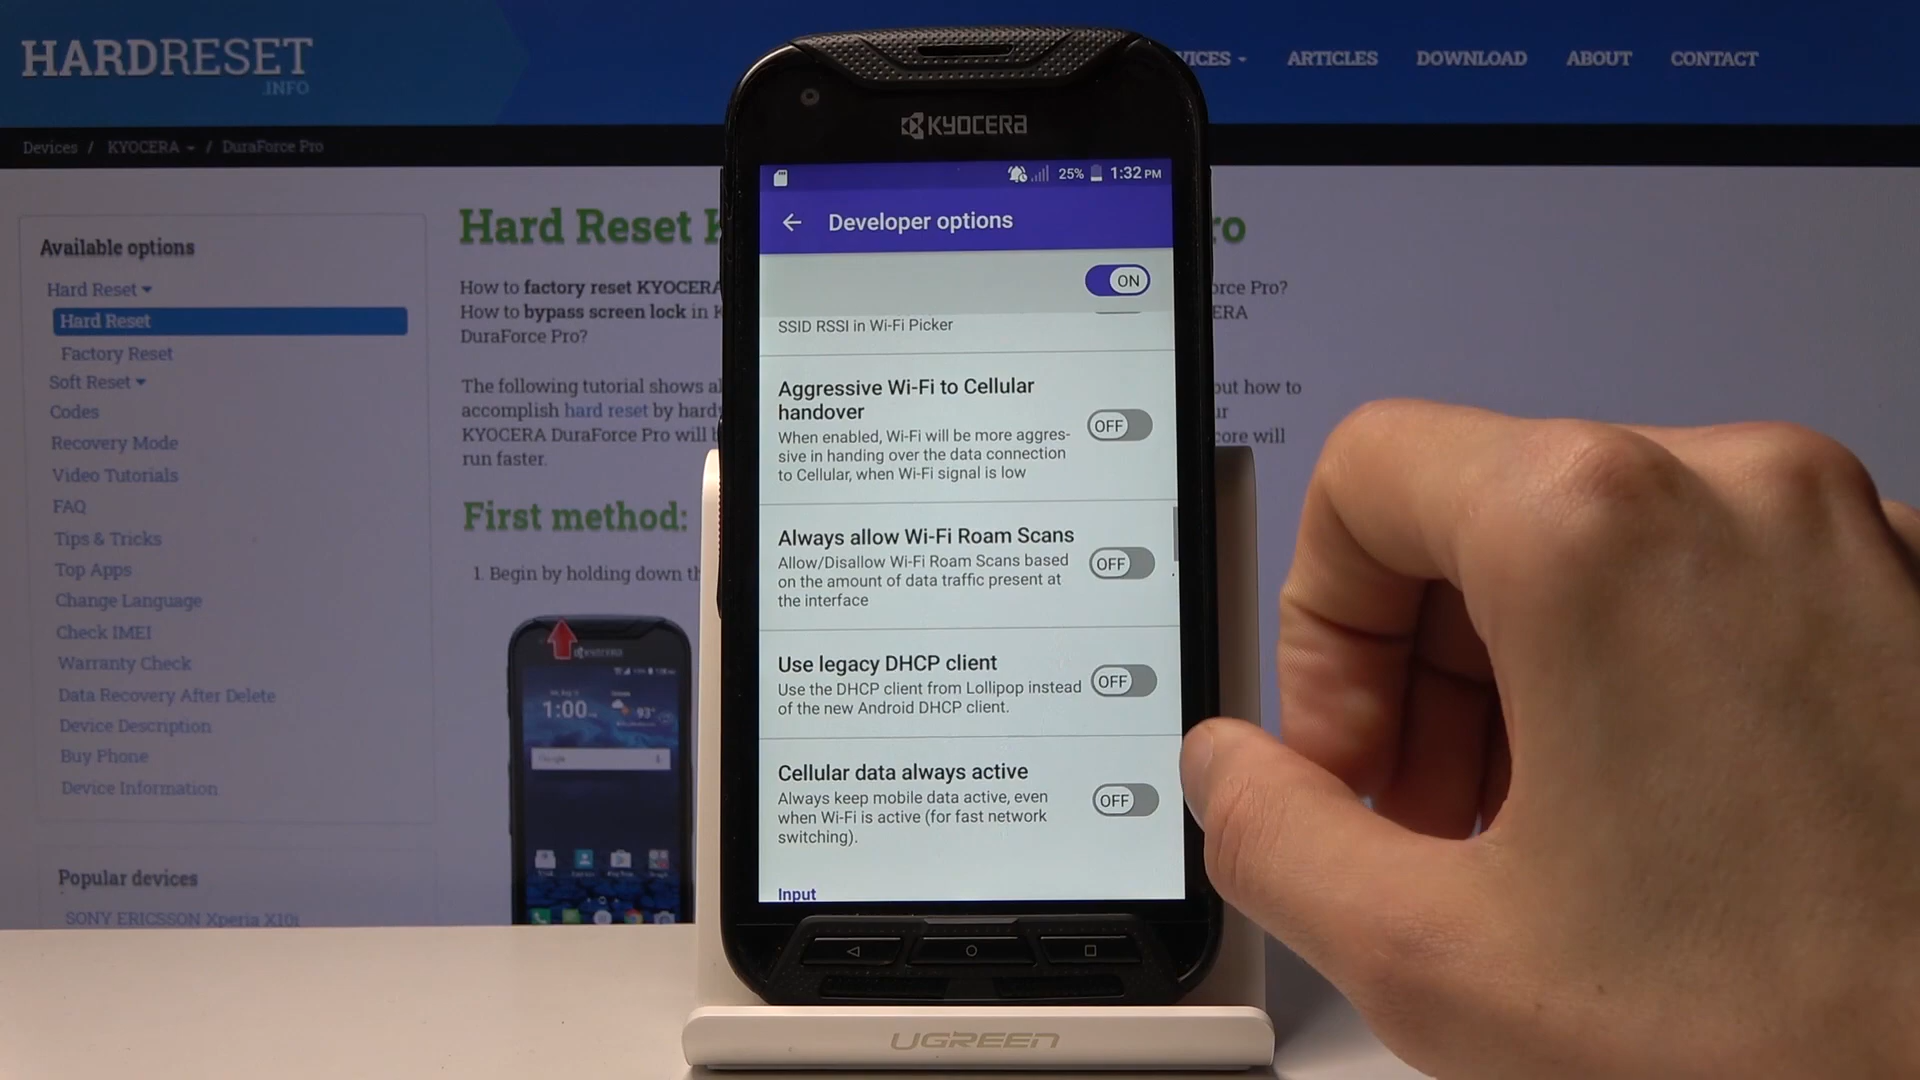 HARDRESET
.INFO
VICES
ARTICLES
DOWNLOAD
ABOUT
CONTACT
Devices / KYOCERA / DuraForce Pro
Available options
Hard Reset
Hard Reset
Factory Reset
Soft Reset
Codes
Recovery Mode
Video Tutorials
FAQ
Tips & Tricks
Top Apps
Change Language
Check IMEI
Warranty Check
Data Recovery After Delete
Device Description
Buy Phone
Device Information
Popular devices
SONY ERICSSON Xperia X10i
Hard Reset K
ro
How to factory reset KYOCERA
orce Pro?
How to bypass screen lock in K
ERA
DuraForce Pro?
The following tutorial shows al
out how to
accomplish hard reset by hardw
ur
KYOCERA DuraForce Pro will b
core will
run faster.
First method:
1. Begin by holding down th
1:00
93°
KYOCERA
25% 1:32 PM
Developer options
ON
SSID RSSI in Wi-Fi Picker
Aggressive Wi-Fi to Cellular
handover
When enabled, Wi-Fi will be more aggres-
sive in handing over the data connection
to Cellular, when Wi-Fi signal is low
OFF
Always allow Wi-Fi Roam Scans
Allow/Disallow Wi-Fi Roam Scans based
on the amount of data traffic present at
the interface
OFF
Use legacy DHCP client
Use the DHCP client from Lollipop instead
of the new Android DHCP client.
OFF
Cellular data always active
Always keep mobile data active, even
when Wi-Fi is active (for fast network
switching).
OFF
Input
UGREEN